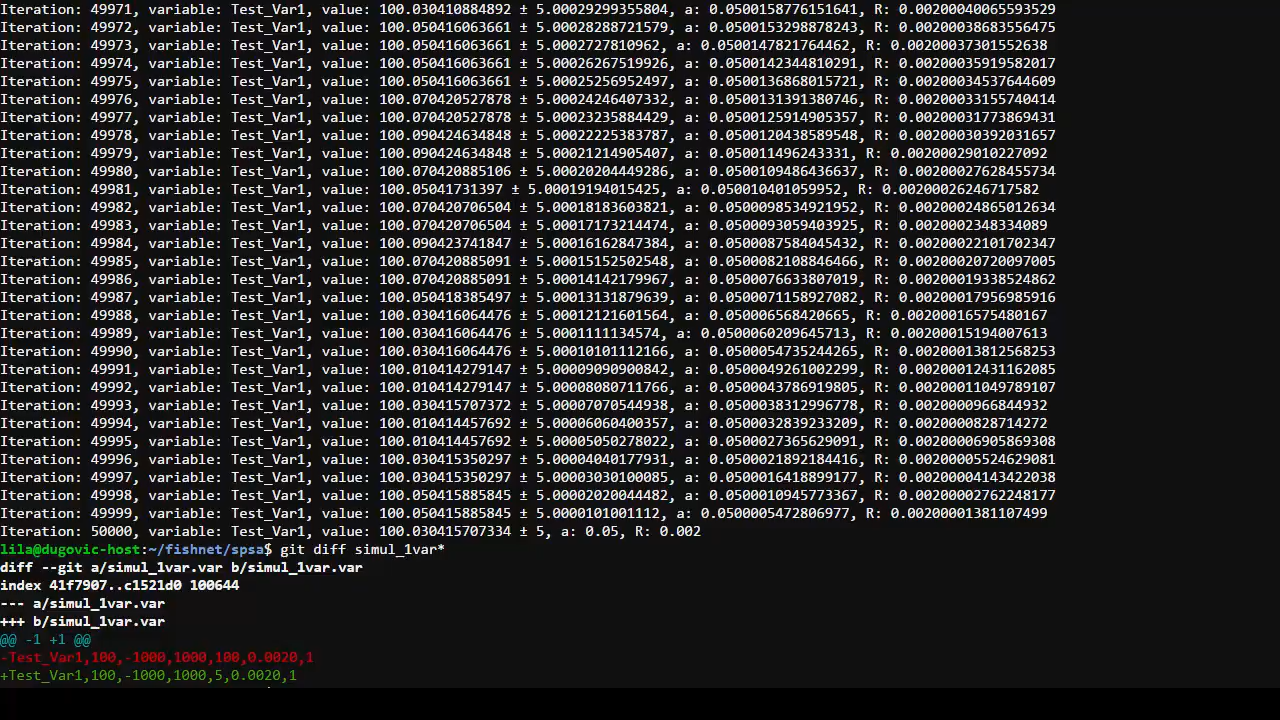 Iteration: 49971, variable: Test_Var1, value: 100.030410884892 ± 5.00029299355804, a: 0.0500158776151641, R: 0.00200040065593529
Iteration: 49972, variable: Test_Var1, value: 100.050416063661 ± 5.00028288721579, a: 0.0500153298878243, R: 0.00200038683556475
Iteration: 49973, variable: Test_Var1, value: 100.050416063661 ± 5.0002727810962, a: 0.0500147821764462, R: 0.00200037301552638
Iteration: 49974, variable: Test_Var1, value: 100.050416063661 ± 5.00026267519926, a: 0.0500142344810291, R: 0.00200035919582017
Iteration: 49975, variable: Test_Var1, value: 100.050416063661 ± 5.00025256952497, a: 0.0500136868015721, R: 0.00200034537644609
Iteration: 49976, variable: Test_Var1, value: 100.070420527878 ± 5.00024246407332, a: 0.0500131391380746, R: 0.00200033155740414
Iteration: 49977, variable: Test_Var1, value: 100.070420527878 ± 5.00023235884429, a: 0.0500125914905357, R: 0.00200031773869431
Iteration: 49978, variable: Test_Var1, value: 100.090424634848 ± 5.00022225383787, a: 0.0500120438589548, R: 0.00200030392031657
Iteration: 49979, variable: Test_Var1, value: 100.090424634848 ± 5.00021214905407, a: 0.050011496243331, R: 0.00200029010227092
Iteration: 49980, variable: Test_Var1, value: 100.070420885106 ± 5.00020204449286, a: 0.0500109486436637, R: 0.00200027628455734
Iteration: 49981, variable: Test_Var1, value: 100.05041731397 ± 5.00019194015425, a: 0.050010401059952, R: 0.00200026246717582
Iteration: 49982, variable: Test_Var1, value: 100.070420706504 ± 5.00018183603821, a: 0.0500098534921952, R: 0.00200024865012634
Iteration: 49983, variable: Test_Var1, value: 100.070420706504 ± 5.00017173214474, a: 0.0500093059403925, R: 0.0020002348334089
Iteration: 49984, variable: Test_Var1, value: 100.090423741847 ± 5.00016162847384, a: 0.0500087584045432, R: 0.00200022101702347
Iteration: 49985, variable: Test_Var1, value: 100.070420885091 ± 5.00015152502548, a: 0.0500082108846466, R: 0.00200020720097005
Iteration: 49986, variable: Test_Var1, value: 100.070420885091 ± 5.00014142179967, a: 0.0500076633807019, R: 0.00200019338524862
Iteration: 49987, variable: Test_Var1, value: 100.050418385497 ± 5.00013131879639, a: 0.0500071158927082, R: 0.00200017956985916
Iteration: 49988, variable: Test_Var1, value: 100.030416064476 ± 5.00012121601564, a: 0.050006568420665, R: 0.00200016575480167
Iteration: 49989, variable: Test_Var1, value: 100.030416064476 ± 5.0001111134574, a: 0.0500060209645713, R: 0.00200015194007613
Iteration: 49990, variable: Test_Var1, value: 100.030416064476 ± 5.00010101112166, a: 0.0500054735244265, R: 0.00200013812568253
Iteration: 49991, variable: Test_Var1, value: 100.010414279147 ± 5.00009090900842, a: 0.0500049261002299, R: 0.00200012431162085
Iteration: 49992, variable: Test_Var1, value: 100.010414279147 ± 5.00008080711766, a: 0.0500043786919805, R: 0.00200011049789107
Iteration: 49993, variable: Test_Var1, value: 100.030415707372 ± 5.00007070544938, a: 0.0500038312996778, R: 0.0020000966844932
Iteration: 49994, variable: Test_Var1, value: 100.010414457692 ± 5.00006060400357, a: 0.0500032839233209, R: 0.0020000828714272
Iteration: 49995, variable: Test_Var1, value: 100.010414457692 ± 5.00005050278022, a: 0.0500027365629091, R: 0.00200006905869308
Iteration: 49996, variable: Test_Var1, value: 100.030415350297 ± 5.00004040177931, a: 0.0500021892184416, R: 0.00200005524629081
Iteration: 49997, variable: Test_Var1, value: 100.030415350297 ± 5.00003030100085, a: 0.0500016418899177, R: 0.00200004143422038
Iteration: 49998, variable: Test_Var1, value: 100.050415885845 ± 5.00002020044482, a: 0.0500010945773367, R: 0.00200002762248177
Iteration: 49999, variable: Test_Var1, value: 100.050415885845 ± 5.0000101001112, a: 0.0500005472806977, R: 0.00200001381107499
Iteration: 50000, variable: Test_Var1, value: 100.030415707334 ± 5, a: 0.05, R: 0.002
lila@dugovic-host:~/fishnet/spsa$ git diff simul_1var*
diff --git a/simul_1var.var b/simul_1var.var
index 41f7907..c1521d0 100644
--- a/simul_1var.var
+++ b/simul_1var.var
@@ -1 +1 @@
-Test_Var1,100,-1000,1000,100,0.0020,1
+Test_Var1,100,-1000,1000,5,0.0020,1